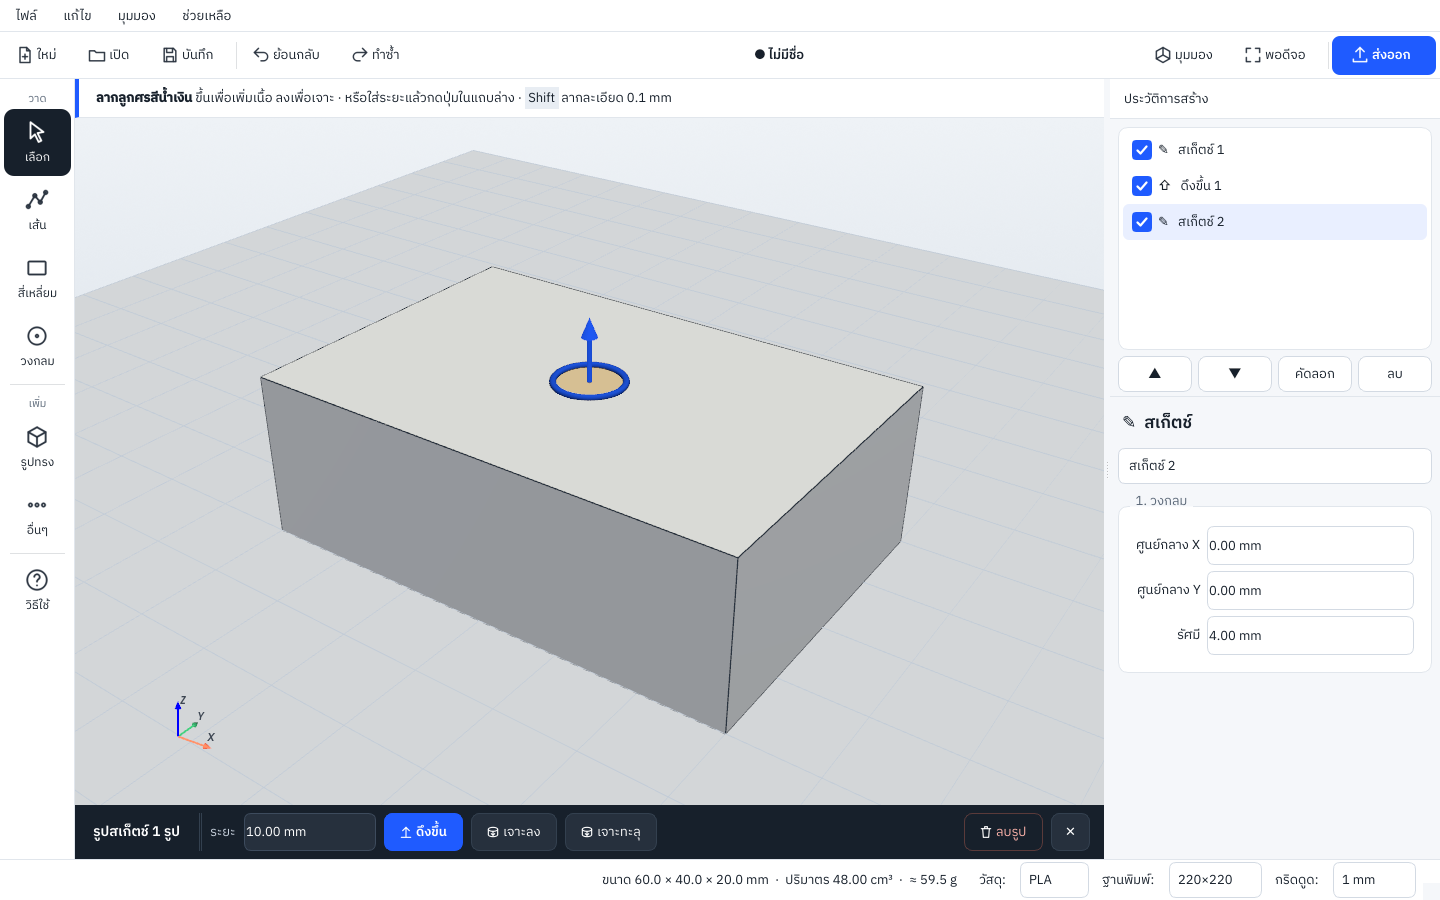 ไฟล์ แก้ไข มุมมอง ช่วยเหลือ
ใหม่ เปิด บันทึก ย้อนกลับ ทำซ้ำ ● ไม่มีชื่อ มุมมอง พอดีจอ ส่งออก
วาด
เลือก
เส้น
สี่เหลี่ยม
วงกลม
เพิ่ม
รูปทรง
อื่นๆ
วิธีใช้
ลากลูกศรสีน้ำเงิน ขึ้นเพื่อเพิ่มเนื้อ ลงเพื่อเจาะ · หรือใส่ระยะแล้วกดปุ่มในแถบล่าง · Shift ลากละเอียด 0.1 mm
Z
Y
X
รูปสเก็ตช์ 1 รูป ระยะ 10.00 mm ดึงขึ้น เจาะลง เจาะทะลุ ลบรูป ✕
ประวัติการสร้าง
✎ สเก็ตช์ 1
⇧ ดึงขึ้น 1
✎ สเก็ตช์ 2
▲ ▼ คัดลอก ลบ
✎ สเก็ตช์
สเก็ตช์ 2
1. วงกลม
ศูนย์กลาง X 0.00 mm
ศูนย์กลาง Y 0.00 mm
รัศมี 4.00 mm
ขนาด 60.0 × 40.0 × 20.0 mm · ปริมาตร 48.00 cm³ · ≈ 59.5 g วัสดุ: PLA ฐานพิมพ์: 220×220 กริดดูด: 1 mm